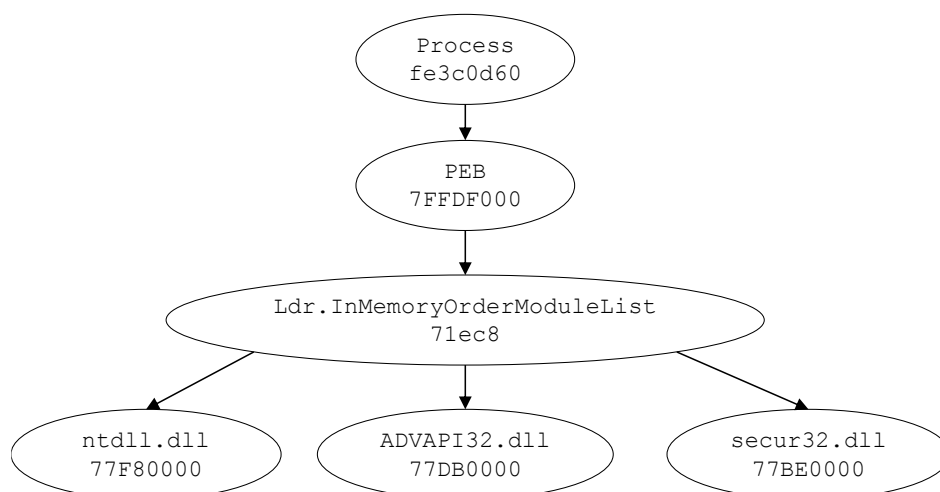 Process
fe3c0d60
PEB
7FFDF000
Ldr.InMemoryOrderModuleList
71ec8
ntdll.dll
77F80000
ADVAPI32.dll
77DB0000
secur32.dll
77BE0000